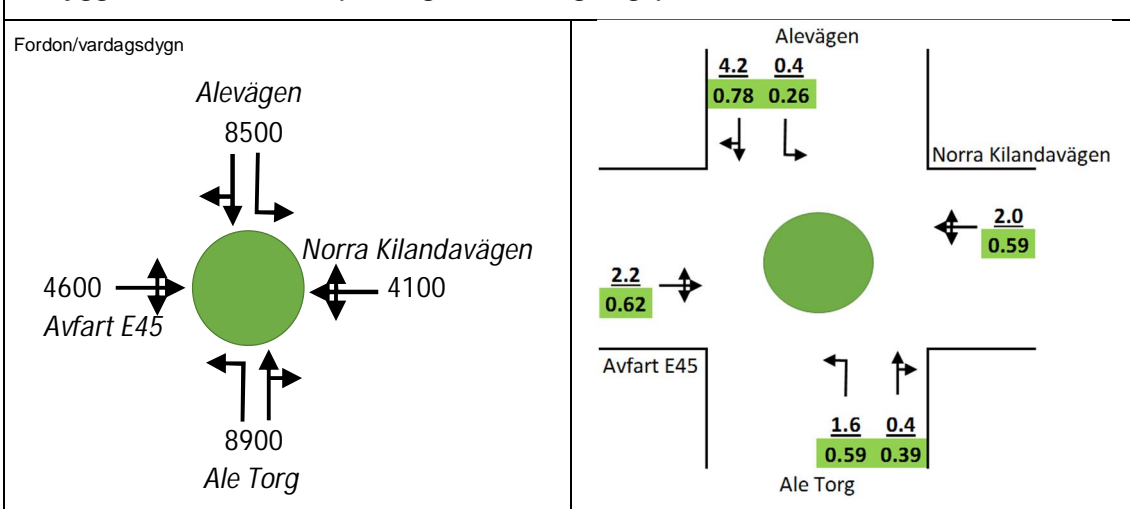 Fordon/vardagsdygn
Alevägen
8500
Norra Kilandavägen
4600
4100
Avfart E45
8900
Ale Torg
Alevägen
4.2 0.4
0.78 0.26
Norra Kilandavägen
2.0
0.59
2.2
0.62
Avfart E45
1.6 0.4
0.59 0.39
Ale Torg